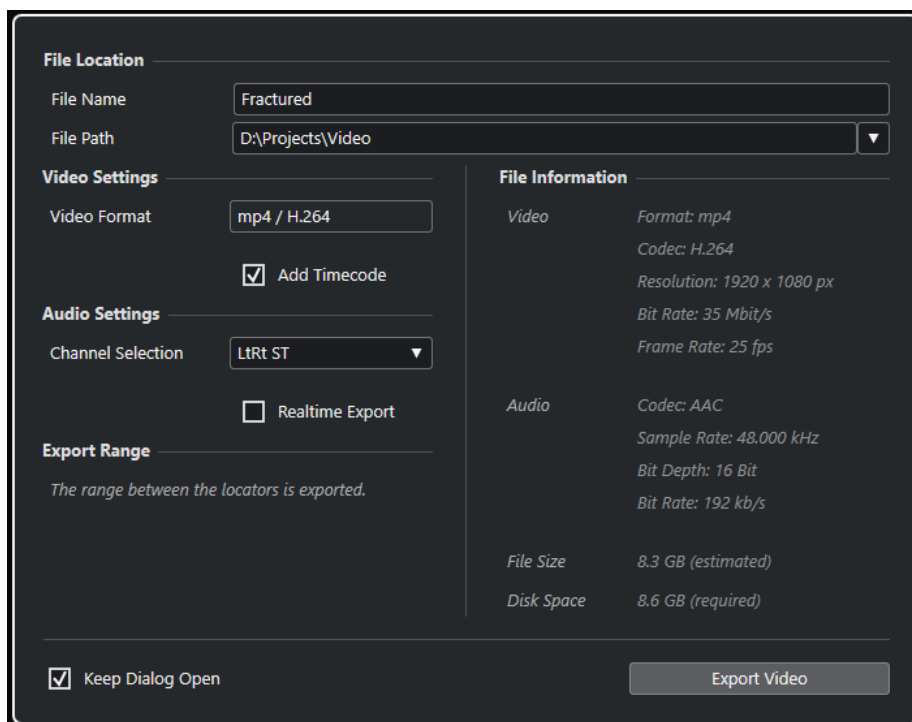 File Location
File Name
Fractured
File Path
D:\Projects\Video
Video Settings
Video Format
mp4 / H.264
Add Timecode
Audio Settings
Channel Selection
LtRt ST
Realtime Export
Export Range
The range between the locators is exported.
File Information
Video
Format: mp4
Codec: H.264
Resolution: 1920 x 1080 px
Bit Rate: 35 Mbit/s
Frame Rate: 25 fps
Audio
Codec: AAC
Sample Rate: 48.000 kHz
Bit Depth: 16 Bit
Bit Rate: 192 kb/s
File Size
8.3 GB (estimated)
Disk Space
8.6 GB (required)
Keep Dialog Open
Export Video